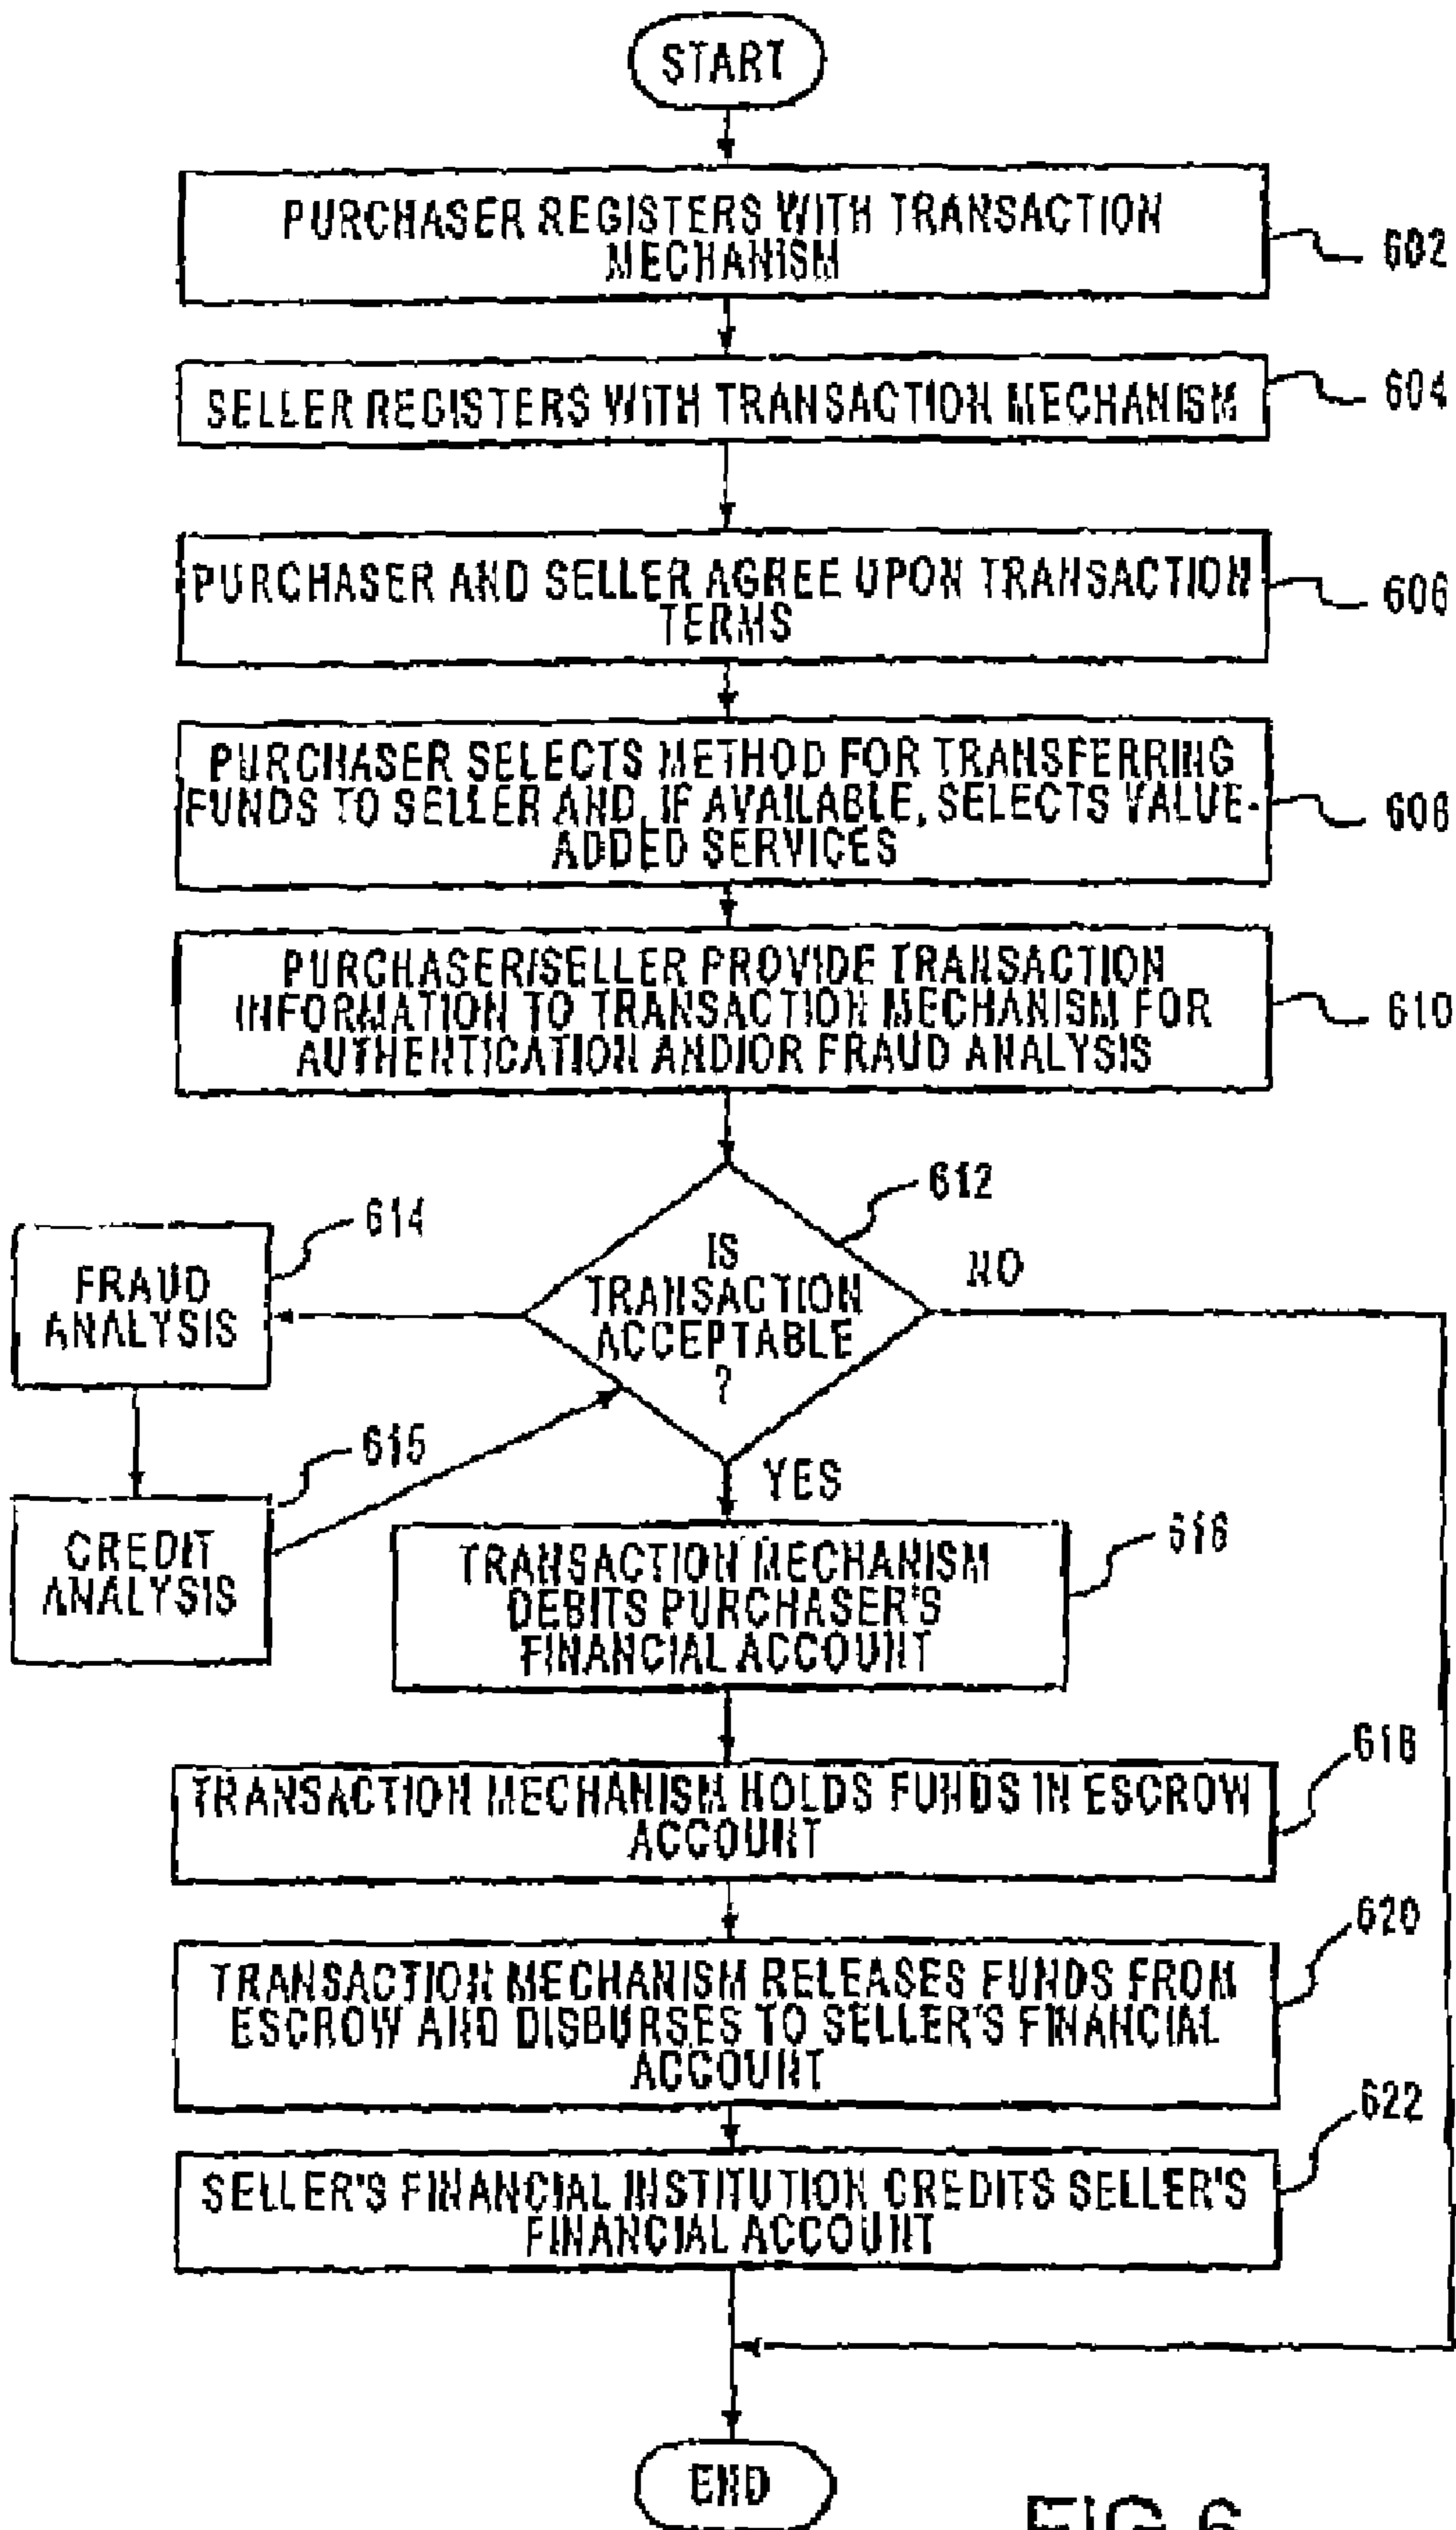 START
PURCHASER REGISTERS WITH TRANSACTION
MECHANISM
602
SELLER REGISTERS WITH TRANSACTION MECHANISM
604
PURCHASER AND SELLER AGREE UPON TRANSACTION
TERMS
606
PURCHASER SELECTS METHOD FOR TRANSFERRING
FUNDS TO SELLER AND, IF AVAILABLE, SELECTS VALUE-
ADDED SERVICES
608
PURCHASER/SELLER PROVIDE TRANSACTION
INFORMATION TO TRANSACTION MECHANISM FOR
AUTHENTICATION AND/OR FRAUD ANALYSIS
610
612
IS
TRANSACTION
ACCEPTABLE
?
NO
614
FRAUD
ANALYSIS
615
CREDIT
ANALYSIS
YES
616
TRANSACTION MECHANISM
DEBITS PURCHASER'S
FINANCIAL ACCOUNT
618
TRANSACTION MECHANISM HOLDS FUNDS IN ESCROW
ACCOUNT
620
TRANSACTION MECHANISM RELEASES FUNDS FROM
ESCROW AND DISBURSES TO SELLER'S FINANCIAL
ACCOUNT
622
SELLER'S FINANCIAL INSTITUTION CREDITS SELLER'S
FINANCIAL ACCOUNT
END
FIG.6